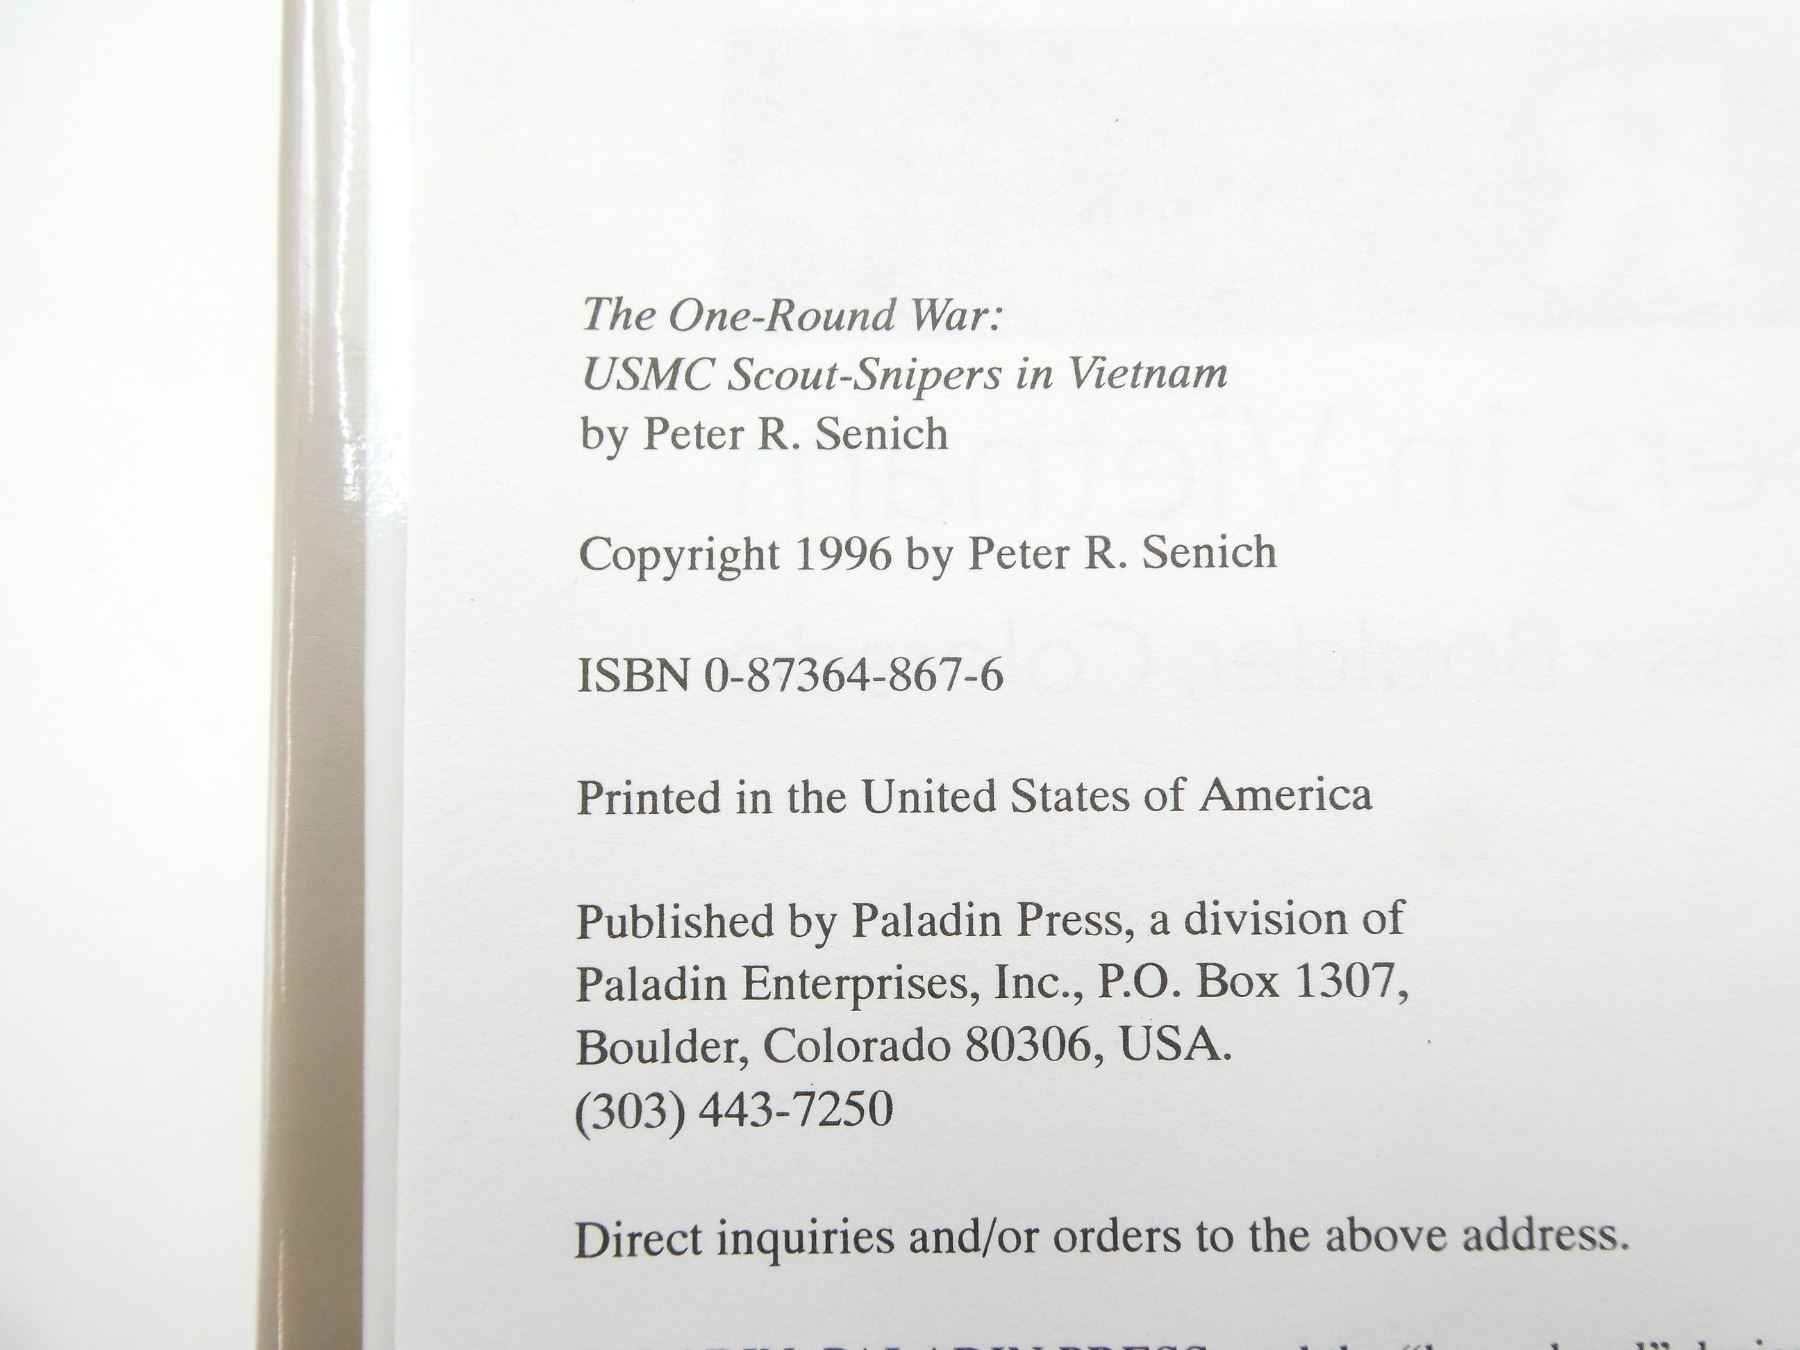 The One-Round War:
USMC Scout-Snipers in Vietnam
by Peter R. Senich
Copyright 1996 by Peter R. Senich
ISBN 0-87364-867-6
Printed in the United States of America
Published by Paladin Press, a division of
Paladin Enterprises, Inc., P.O. Box 1307,
Boulder, Colorado 80306, USA.
(303) 443-7250
Direct inquiries and/or orders to the above address.
PALADIN PRESS